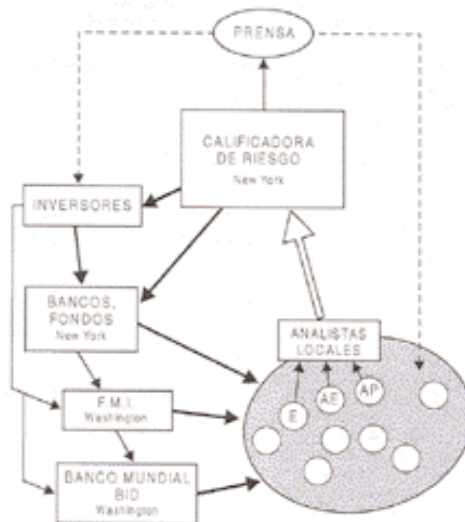 PRENSA
CALIFICADORA
DE RIESGO
New York
INVERSORES
BANCOS,
FONDOS
New York
ANALISTAS
LOCALES
E
AE
AP
F.M.I.
Washington
BANCO MUNDIAL
BID
Washington